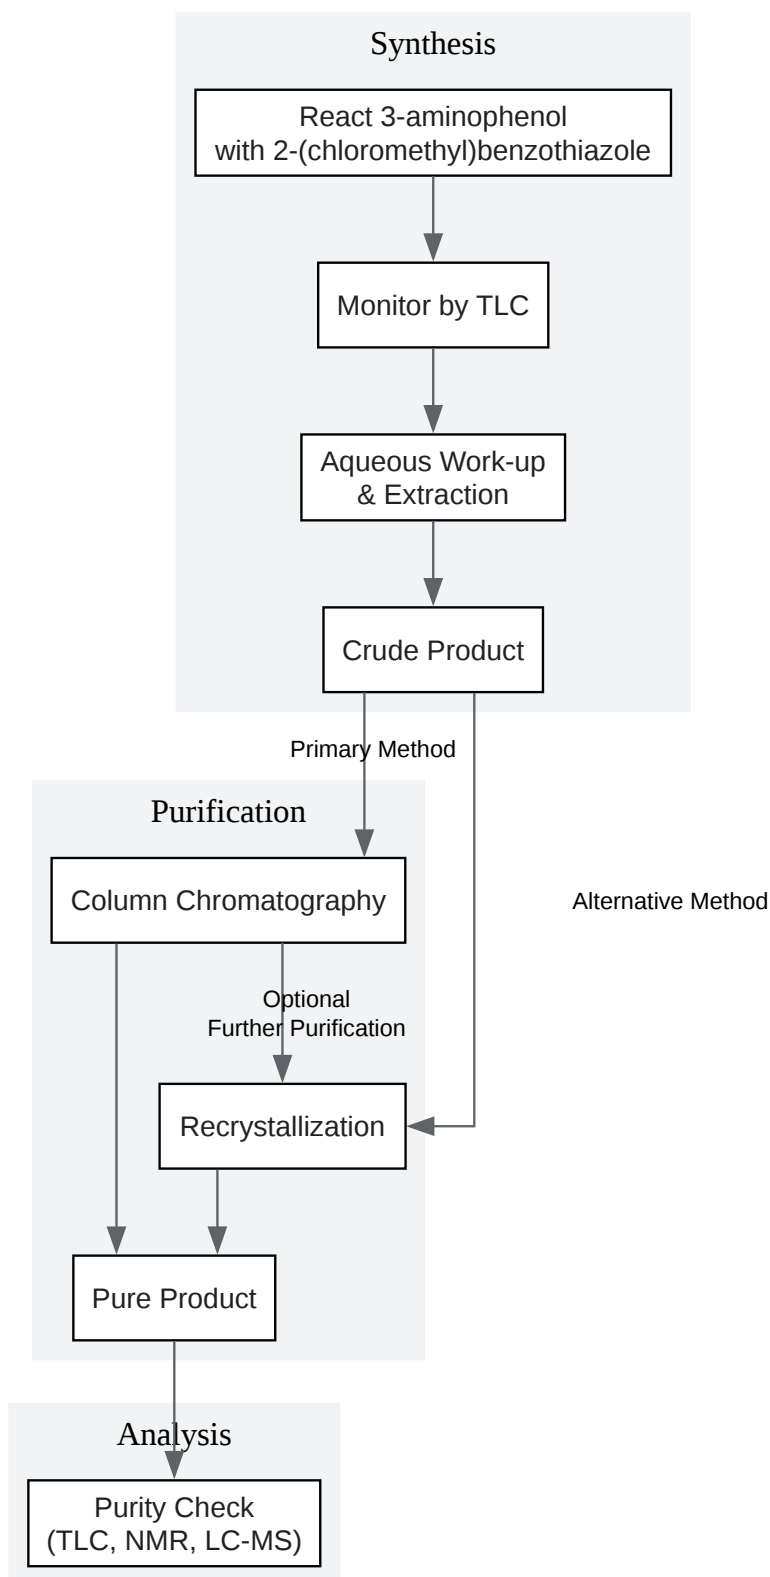 Synthesis
React 3-aminophenol
with 2-(chloromethyl)benzothiazole
Monitor by TLC
Aqueous Work-up
& Extraction
Crude Product
Primary Method
Purification
Column Chromatography
Alternative Method
Optional
Further Purification
Recrystallization
Pure Product
Analysis
Purity Check
(TLC, NMR, LC-MS)